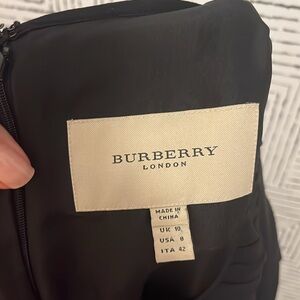 BURBERRY
LONDON
MADE IN
CHINA
UK 10
USA 8
ITA 42